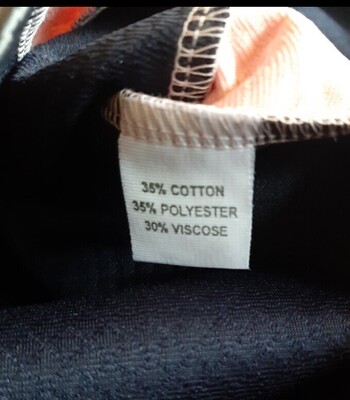 35% COTTON
35% POLYESTER
30% VISCOSE